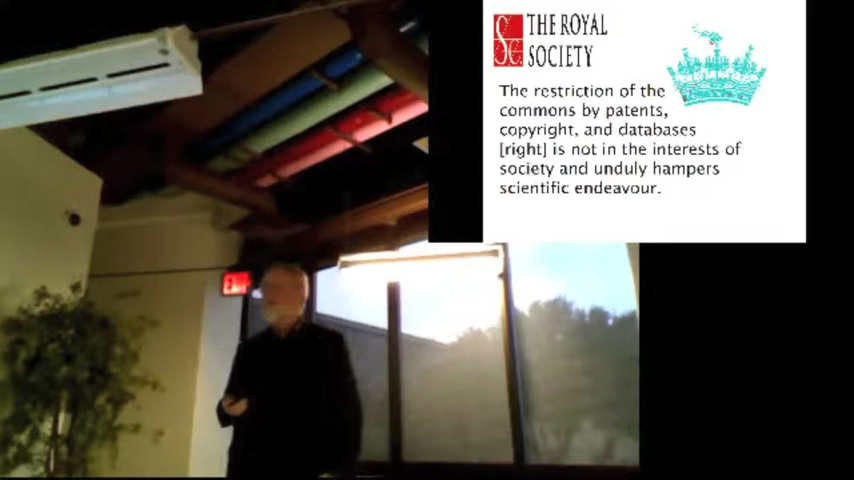 THE ROYAL
SOCIETY
The restriction of the
commons by patents,
copyright, and databases
[right] is not in the interests of
society and unduly hampers
scientific endeavour.
EXIT